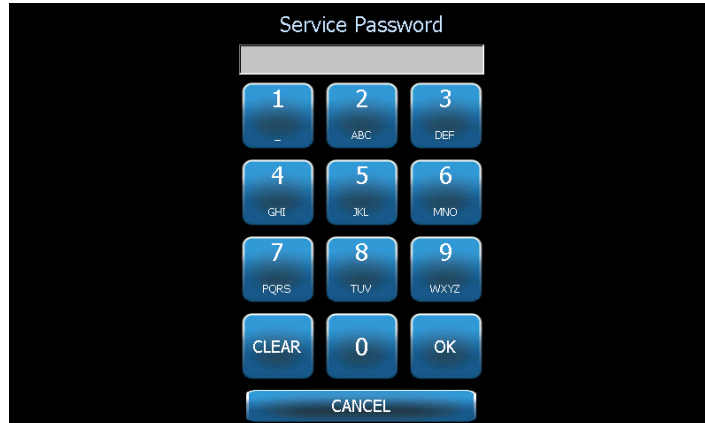 Service Password
1 2 3
_ ABC DEF
4 5 6
GHI JKL MNO
7 8 9
PQRS TUV WXYZ
CLEAR 0 OK
CANCEL